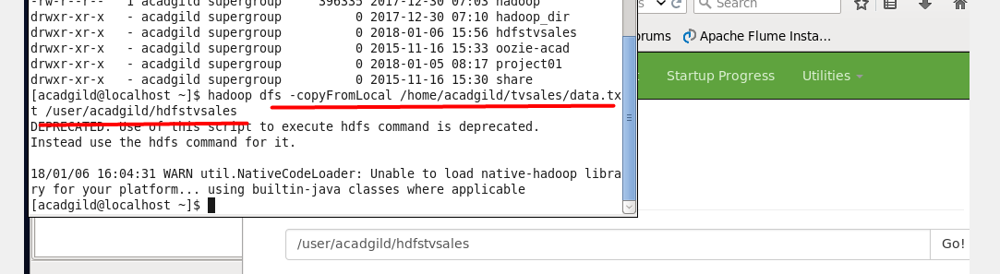 -rw-r--r-- 1 acadgild supergroup 396335 2017-12-30 07:03 hadoop
drwxr-xr-x - acadgild supergroup 0 2017-12-30 07:10 hadoop_dir
drwxr-xr-x - acadgild supergroup 0 2018-01-06 15:56 hdfstvsales
drwxr-xr-x - acadgild supergroup 0 2015-11-16 15:33 oozie-acad
drwxr-xr-x - acadgild supergroup 0 2018-01-05 08:17 project01
drwxr-xr-x - acadgild supergroup 0 2015-11-16 15:30 share
[acadgild@localhost ~]$ hadoop dfs -copyFromLocal /home/acadgild/tvsales/data.tx
t /user/acadgild/hdfstvsales
DEPRECATED: Use of this script to execute hdfs command is deprecated.
Instead use the hdfs command for it.
18/01/06 16:04:31 WARN util.NativeCodeLoader: Unable to load native-hadoop libra
ry for your platform... using builtin-java classes where applicable
[acadgild@localhost ~]$
Search
rums Apache Flume Insta...
Startup Progress Utilities
/user/acadgild/hdfstvsales Go!